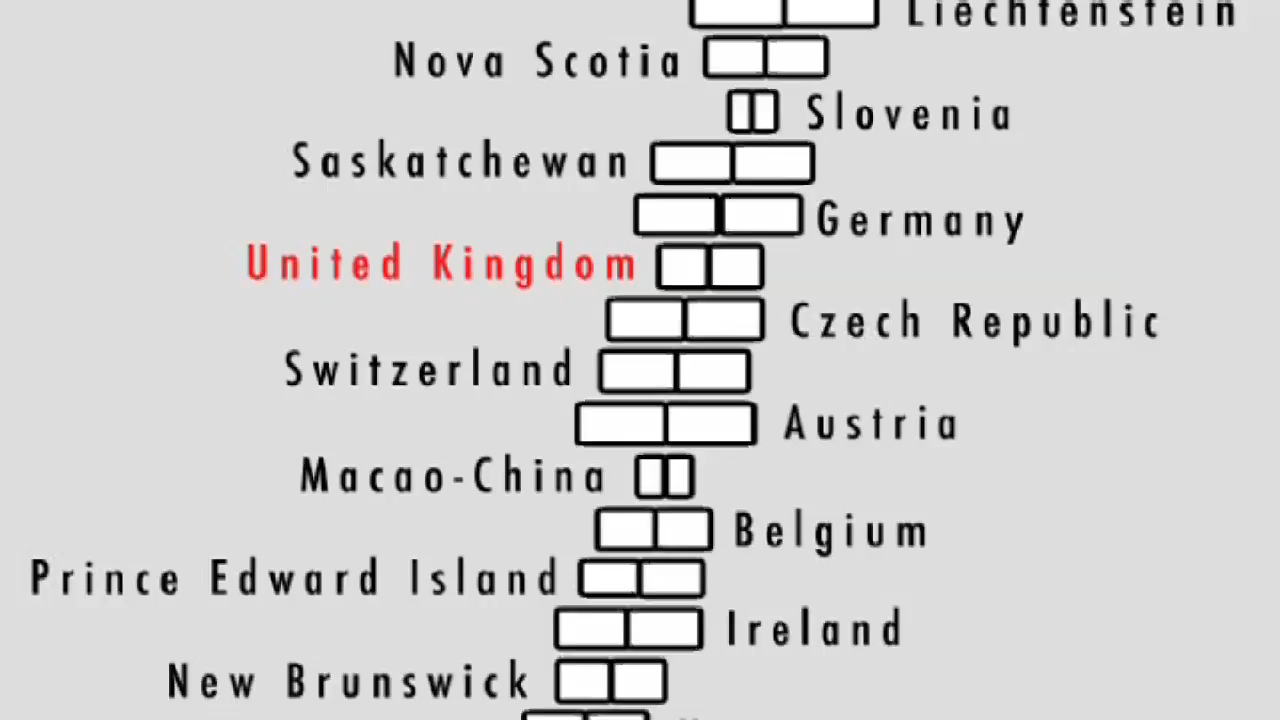 Liechtenstein
Nova Scotia
Slovenia
Saskatchewan
Germany
United Kingdom
Czech Republic
Switzerland
Austria
Macao-China
Belgium
Prince Edward Island
Ireland
New Brunswick